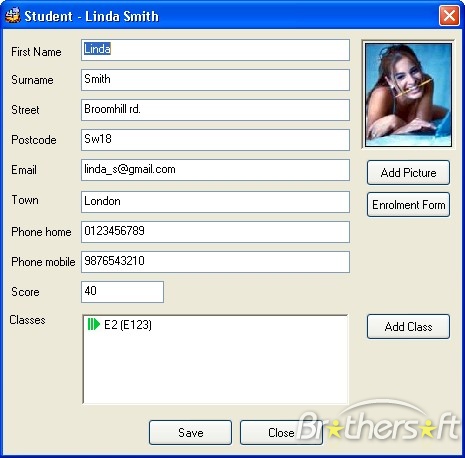 Student - Linda Smith
First Name Linda
Surname Smith
Street Broomhill rd.
Postcode Sw18
Email linda_s@gmail.com
Town London
Phone home 0123456789
Phone mobile 9876543210
Score 40
Classes E2 (E123)
Add Picture
Enrolment Form
Add Class
Save Close
Brothersoft